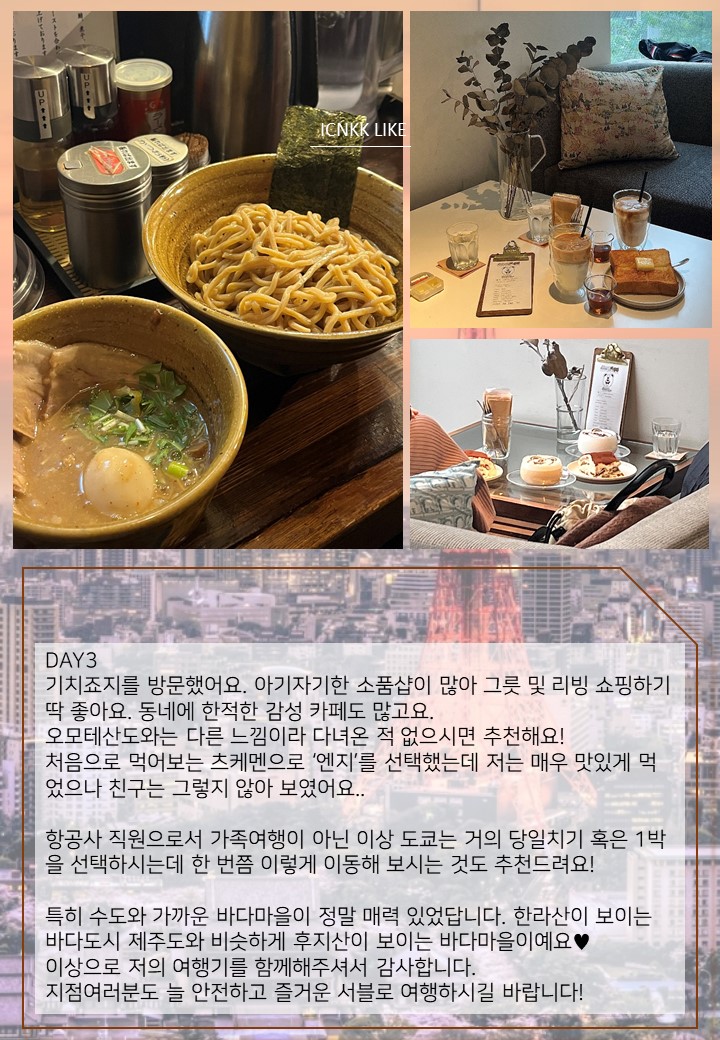 ICNKK LIKE
UP
UP
DAY3
기치죠지를 방문했어요. 아기자기한 소품샵이 많아 그릇 및 리빙 쇼핑하기
딱 좋아요. 동네에 한적한 감성 카페도 많고요.
오모테산도와는 다른 느낌이라 다녀온 적 없으시면 추천해요!
처음으로 먹어보는 츠케멘으로 ‘엔지’를 선택했는데 저는 매우 맛있게 먹
었으나 친구는 그렇지 않아 보였어요..
항공사 직원으로서 가족여행이 아닌 이상 도쿄는 거의 당일치기 혹은 1박
을 선택하시는데 한 번쯤 이렇게 이동해 보시는 것도 추천드려요!
특히 수도와 가까운 바다마을이 정말 매력 있었답니다. 한라산이 보이는
바다도시 제주도와 비슷하게 후지산이 보이는 바다마을이예요♥
이상으로 저의 여행기를 함께해주셔서 감사합니다.
지점여러분도 늘 안전하고 즐거운 서블로 여행하시길 바랍니다!